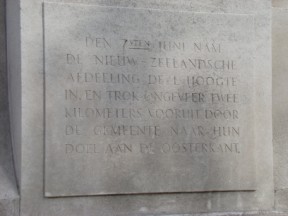 DEN 7DEN JUNI NAM
DE NIEUW-ZEELANDSCHE
AFDELLING DEZE HOOGTE
IN, EN TROK ONGEVEER TWEE
KILOMETERS VOORUIT DOOR
DE GEMEENTE NAAR HUN
DOEL AAN DE OOSTERKANT